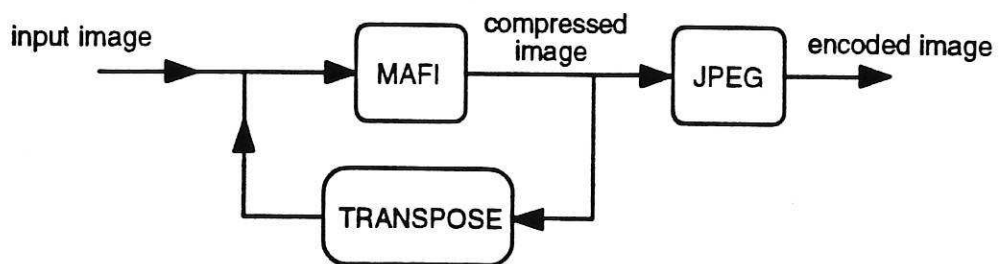 input image
MAFI
compressed
image
JPEG
encoded image
TRANSPOSE